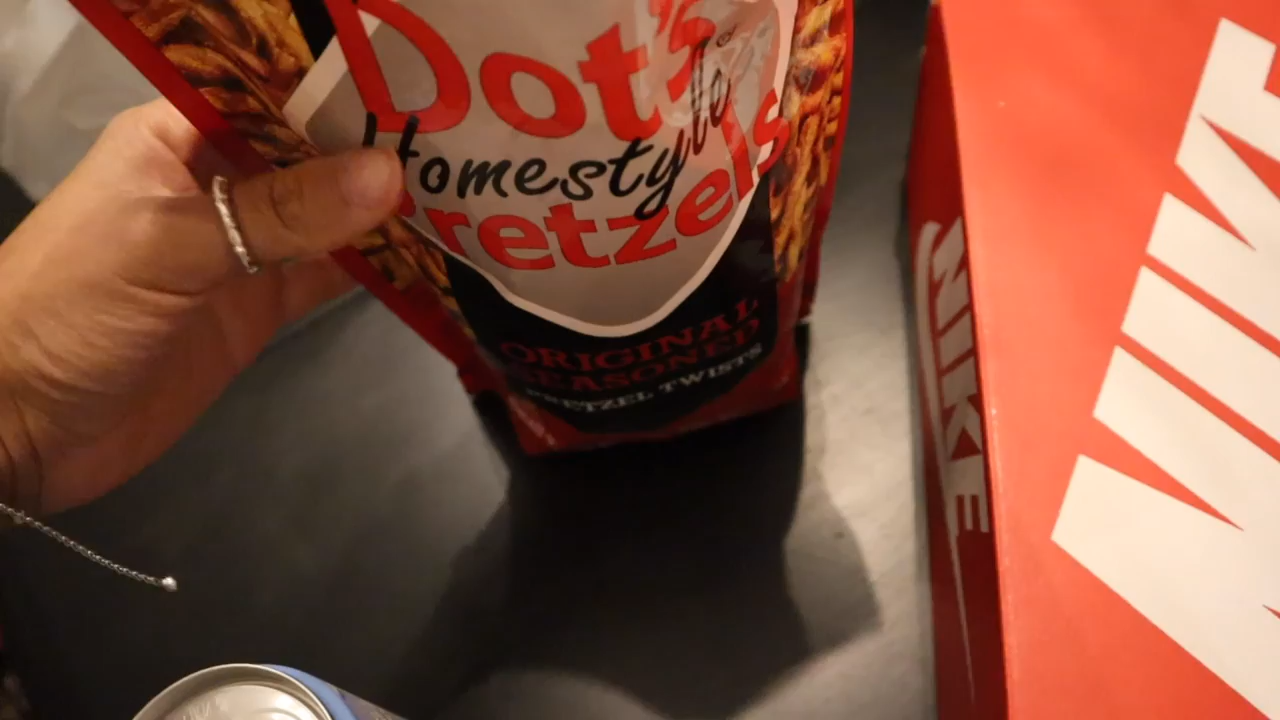 Dot's
Homestyle®
Pretzels
ORIGINAL
SEASONED
PRETZEL TWISTS
NIKE
NIKE